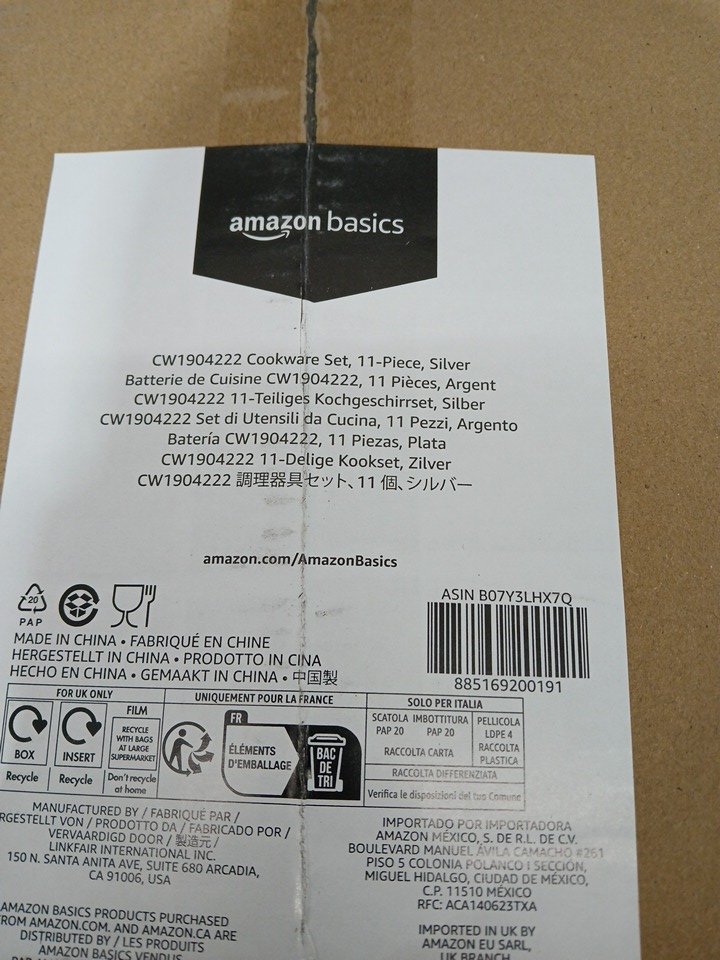 amazon basics
CW1904222 Cookware Set, 11-Piece, Silver
Batterie de Cuisine CW1904222, 11 Pièces, Argent
CW1904222 11-Teiliges Kochgeschirrset, Silber
CW1904222 Set di Utensili da Cucina, 11 Pezzi, Argento
Batería CW1904222, 11 Piezas, Plata
CW1904222 11-Delige Kookset, Zilver
CW1904222 調理器具セット、11 個、シルバー
amazon.com/AmazonBasics
20
PAP
ASIN B07Y3LHX7Q
885169200191
MADE IN CHINA • FABRIQUÉ EN CHINE
HERGESTELLT IN CHINA • PRODOTTO IN CINA
HECHO EN CHINA • GEMAAKT IN CHINA • 中国製
FOR UK ONLY
BOX
Recycle
INSERT
Recycle
FILM
RECYCLE
WITH BAGS
AT LARGE
SUPERMARKET
Don't recycle
at home
UNIQUEMENT POUR LA FRANCE
FR
ÉLÉMENTS
D'EMBALLAGE
BAC
DE
TRI
SOLO PER ITALIA
SCATOLA IMBOTTITURA
PAP 20 PAP 20
RACCOLTA CARTA
PELLICOLA
LDPE 4
RACCOLTA
PLASTICA
RACCOLTA DIFFERENZIATA
Verifica le disposizioni del tuo Comune
MANUFACTURED BY / FABRIQUÉ PAR /
RGESTELLT VON / PRODOTTO DA / FABRICADO POR /
VERVAARDIGD DOOR / 製造元 /
LINKFAIR INTERNATIONAL INC.
150 N. SANTA ANITA AVE, SUITE 680 ARCADIA,
CA 91006, USA
AMAZON BASICS PRODUCTS PURCHASED
ROM AMAZON.COM. AND AMAZON.CA ARE
DISTRIBUTED BY / LES PRODUITS
AMAZON BASICS VENDUS
IMPORTADO POR IMPORTADORA
AMAZON MÉXICO, S. DE R.L. DE C.V.
BOULEVARD MANUEL ÁVILA CAMACHO #261
PISO 5 COLONIA POLANCO I SECCIÓN,
MIGUEL HIDALGO, CIUDAD DE MÉXICO,
C.P. 11510 MÉXICO
RFC: ACA140623TXA
IMPORTED IN UK BY
AMAZON EU SARL,
UK BRANCH